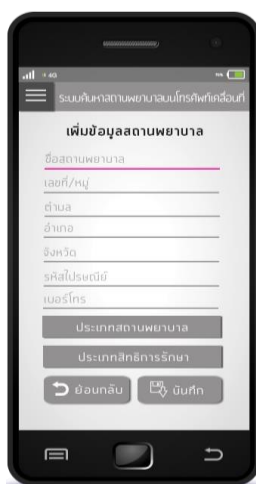 4G
ระบบค้นหาสถานพยาบาลบนโทรศัพท์เคลื่อนที่
เพิ่มข้อมูลสถานพยาบาล
ชื่อสถานพยาบาล
เลขที่/หมู่
ตำบล
อำเภอ
จังหวัด
รหัสไปรษณีย์
เบอร์โทร
ประเภทสถานพยาบาล
ประเภทสิทธิการรักษา
ย้อนกลับ บันทึก